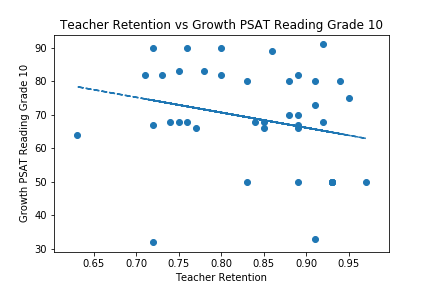 Teacher Retention vs Growth PSAT Reading Grade 10
Growth PSAT Reading Grade 10
90
80
70
60
50
40
30
0.65 0.70 0.75 0.80 0.85 0.90 0.95
Teacher Retention